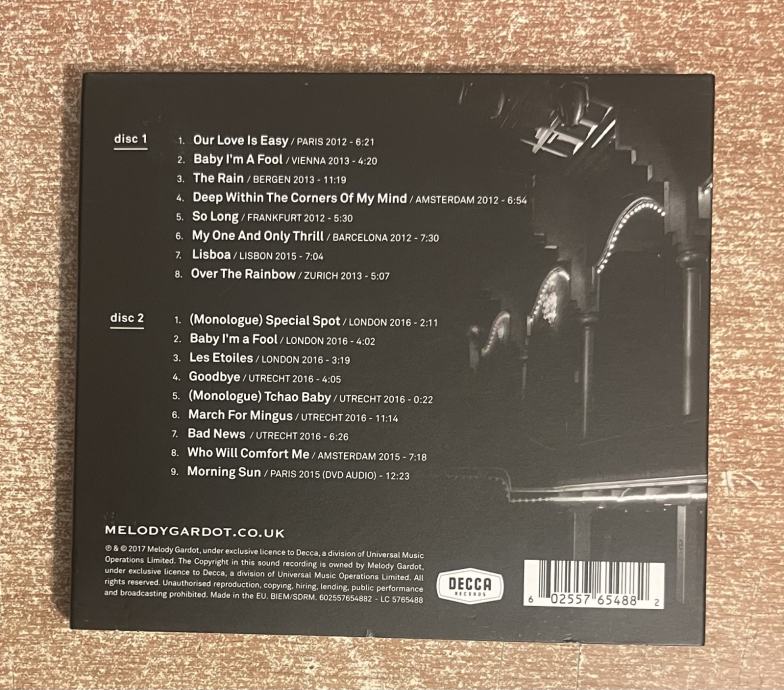 disc 1
1. Our Love Is Easy / PARIS 2012 - 6:21
2. Baby I'm A Fool / VIENNA 2013 - 4:20
3. The Rain / BERGEN 2013 - 11:19
4. Deep Within The Corners Of My Mind / AMSTERDAM 2012 - 6:54
5. So Long / FRANKFURT 2012 - 5:30
6. My One And Only Thrill / BARCELONA 2012 - 7:30
7. Lisboa / LISBON 2015 - 7:04
8. Over The Rainbow / ZURICH 2013 - 5:07
disc 2
1. (Monologue) Special Spot / LONDON 2016 - 2:11
2. Baby I'm a Fool / LONDON 2016 - 4:02
3. Les Etoiles / LONDON 2016 - 3:19
4. Goodbye / UTRECHT 2016 - 4:05
5. (Monologue) Tchao Baby / UTRECHT 2016 - 0:22
6. March For Mingus / UTRECHT 2016 - 11:14
7. Bad News / UTRECHT 2016 - 6:26
8. Who Will Comfort Me / AMSTERDAM 2015 - 7:18
9. Morning Sun / PARIS 2015 (DVD AUDIO) - 12:23
MELODYGARDOT.CO.UK
℗ & © 2017 Melody Gardot, under exclusive licence to Decca, a division of Universal Music
Operations Limited. The Copyright in this sound recording is owned by Melody Gardot,
under exclusive licence to Decca, a division of Universal Music Operations Limited. All
rights reserved. Unauthorised reproduction, copying, hiring, lending, public performance
and broadcasting prohibited. Made in the EU. BIEM/SDRM. 602557654882 - LC 5765488
DECCA
RECORDS
6 02557 65488 2